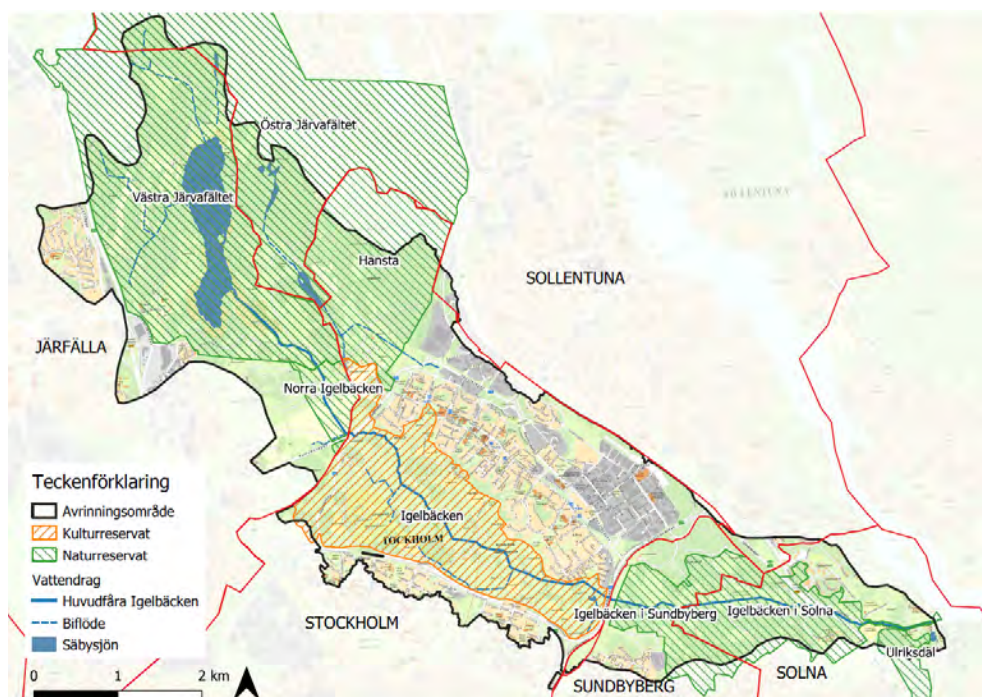 Östra Järvafältet
SOLLENTUNA
Västra Järvafältet
Hansta
SOLLENTUNA
JÄRFÄLLA
Norra Igelbäcken
Igelbäcken
TOCKHOLM
Igelbäcken i Sundbyberg
Igelbäcken i Solna
STOCKHOLM
Ulriksdal
SOLNA
SUNDBYBERG
Teckenförklaring
Avrinningsområde
Kulturreservat
Naturreservat
Vattendrag
Huvudfåra Igelbäcken
Biflöde
Säbysjön
0 1 2 km